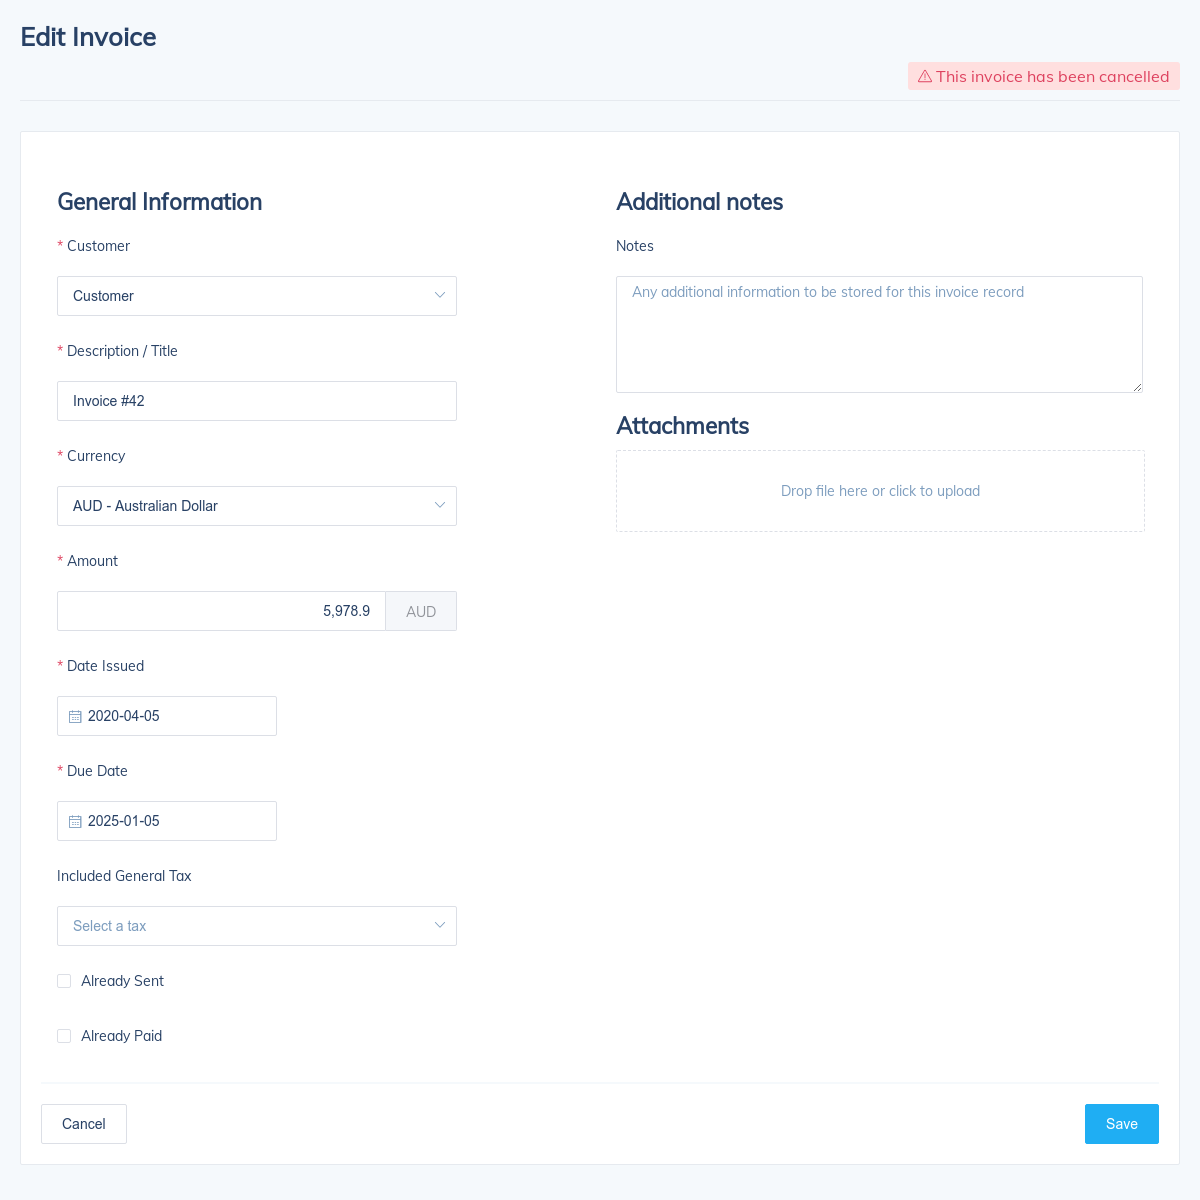 Edit Invoice
This invoice has been cancelled
General Information
* Customer
Customer
* Description / Title
Invoice #42
* Currency
AUD - Australian Dollar
* Amount
5,978.9 AUD
* Date Issued
2020-04-05
* Due Date
2025-01-05
Included General Tax
Select a tax
Already Sent
Already Paid
Additional notes
Notes
Any additional information to be stored for this invoice record
Attachments
Drop file here or click to upload
Cancel
Save